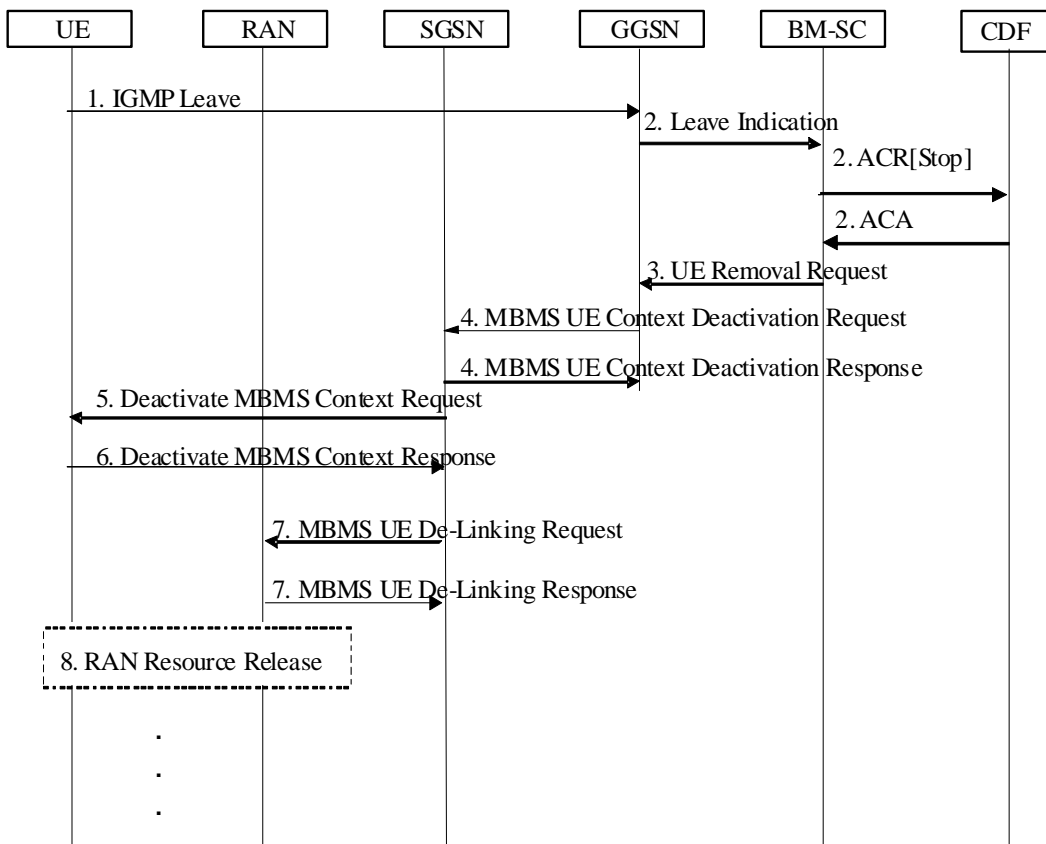 UE RAN SGSN GGSN BM-SC CDF
1. IGMP Leave
2. Leave Indication
2. ACR[Stop]
2. ACA
3. UE Removal Request
4. MBMS UE Context Deactivation Request
4. MBMS UE Context Deactivation Response
5. Deactivate MBMS Context Request
6. Deactivate MBMS Context Response
7. MBMS UE De-Linking Request
7. MBMS UE De-Linking Response
8. RAN Resource Release
.
.
.